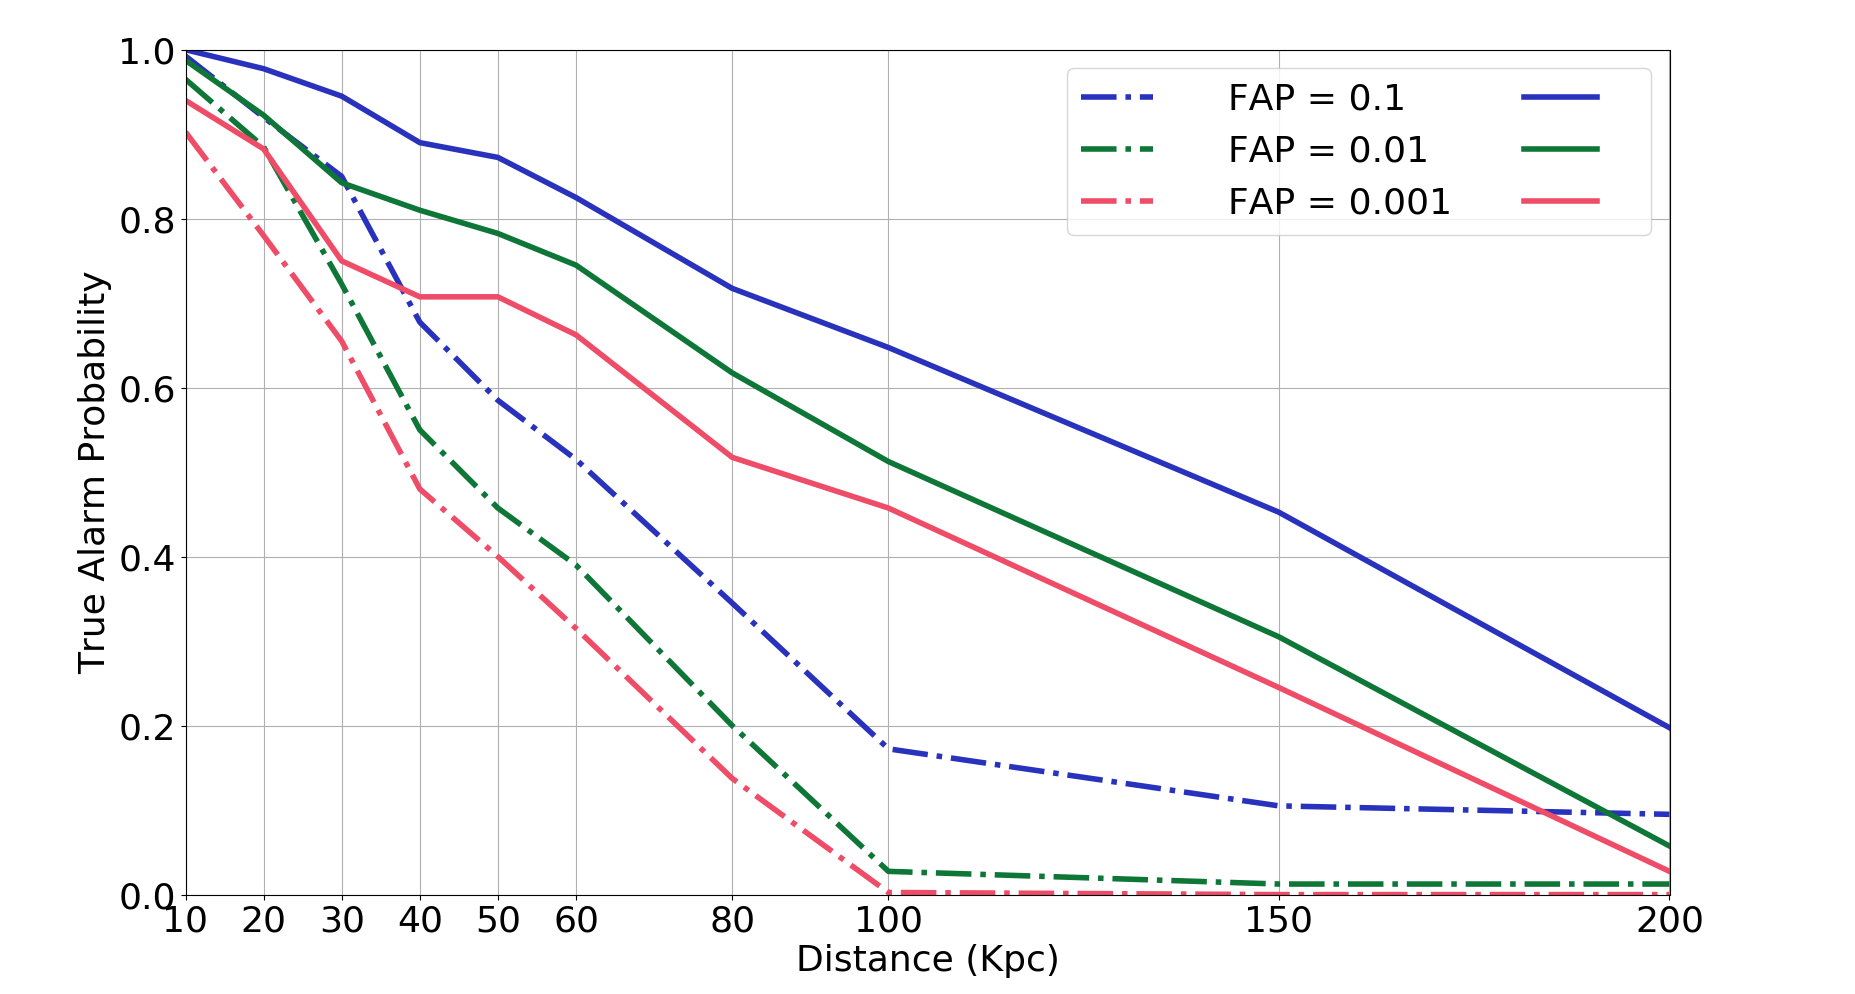 1.0
0.8
0.6
0.4
0.2
0.0
True Alarm Probability
FAP = 0.1
FAP = 0.01
FAP = 0.001
10 20 30 40 50 60 80 100 150 200
Distance (Kpc)